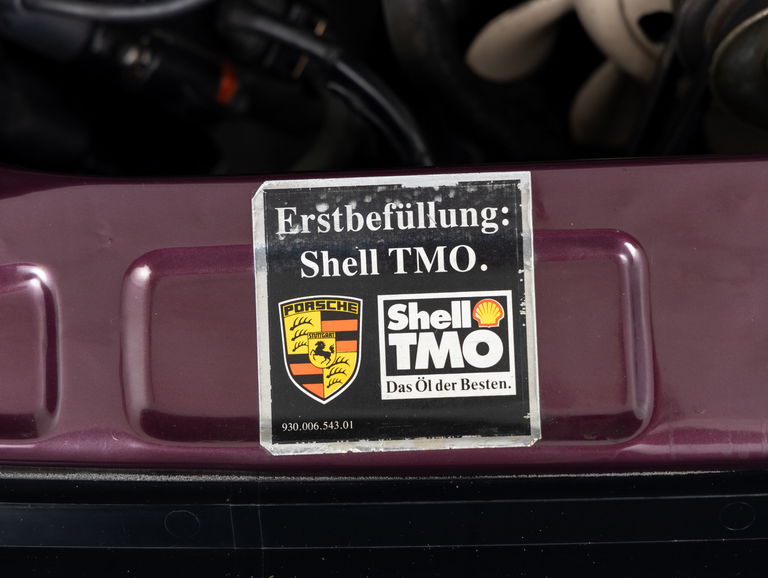 Erstbefüllung:
Shell TMO.
PORSCHE
STUTTGART
Shell
TMO
Das Öl der Besten.
930.006.543.01